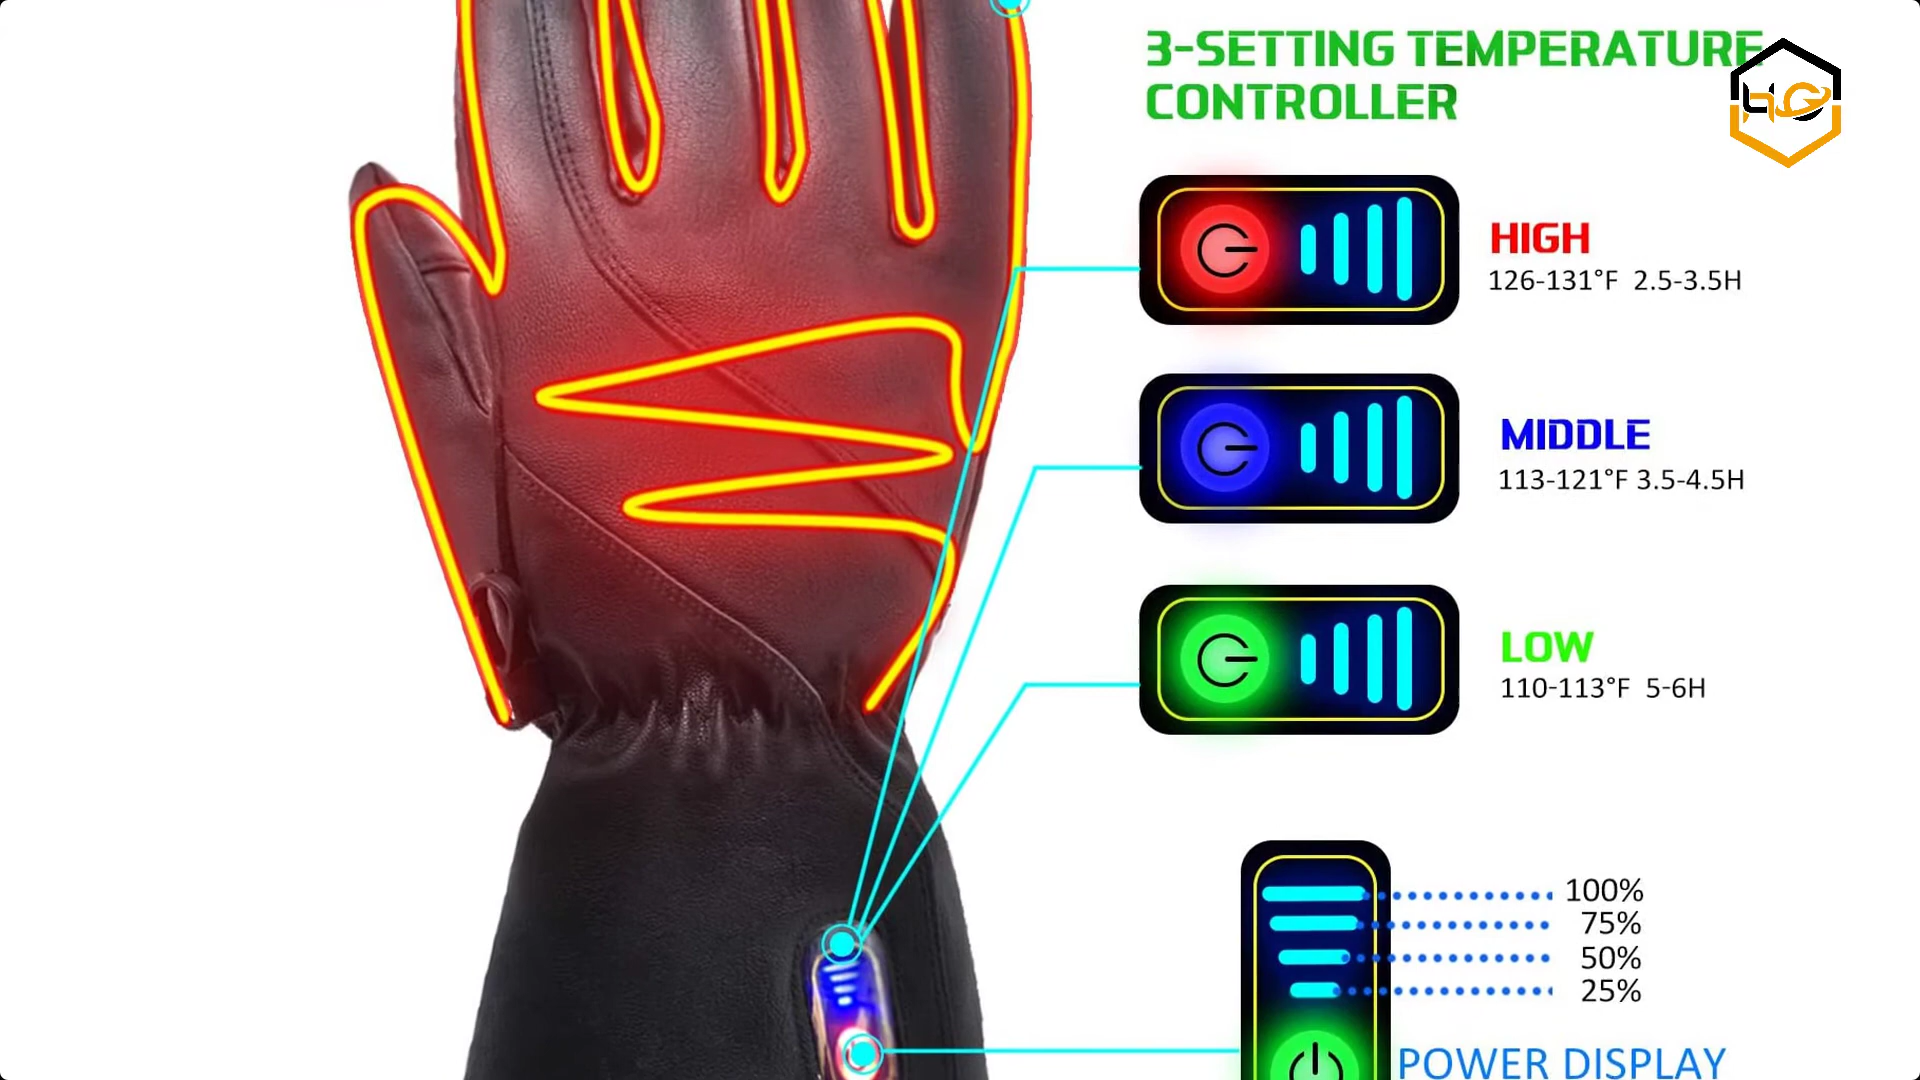 3-SETTING TEMPERATURE
CONTROLLER
HIGH
126-131°F 2.5-3.5H
MIDDLE
113-121°F 3.5-4.5H
LOW
110-113°F 5-6H
100%
75%
50%
25%
POWER DISPLAY